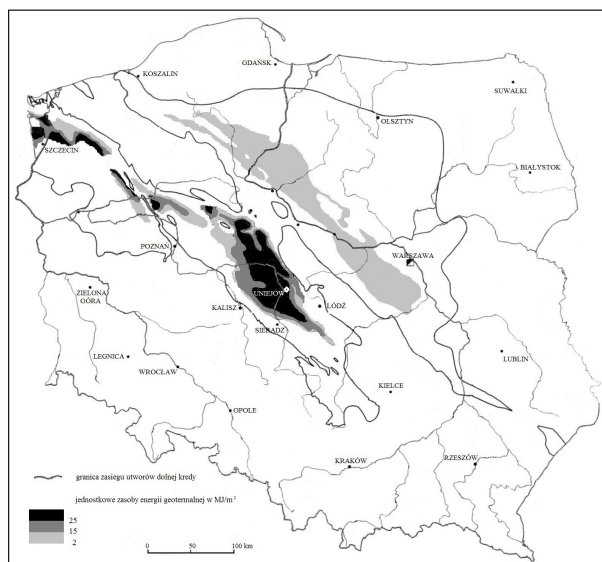 GDAŃSK
KOSZALIN
SUWAŁKI
OLSZTYN
SZCZECIN
BIAŁYSTOK
POZNAŃ
WARSZAWA
ZIELONA
GÓRA
UNIEJÓW
KALISZ
ŁÓDŹ
SIERADZ
LEGNICA
LUBLIN
WROCŁAW
KIELCE
OPOLE
KRAKÓW
RZESZÓW
granica zasięgu utworów dolnej kredy
jednostkowe zasoby energii geotermalnej w MJ/m²
25
15
2
0 50 100 km